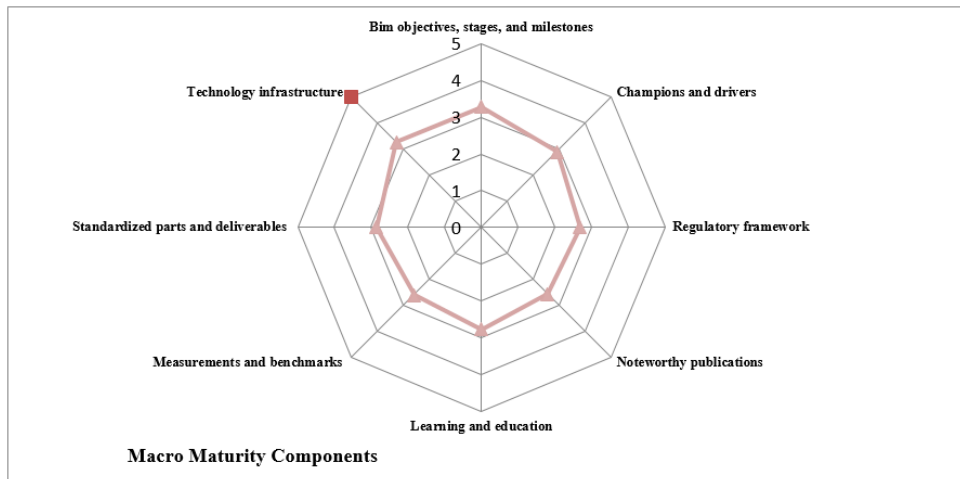 Bim objectives, stages, and milestones
5
Technology infrastructure
4
Champions and drivers
3
2
1
Standardized parts and deliverables
0
Regulatory framework
Measurements and benchmarks
Noteworthy publications
Learning and education
Macro Maturity Components